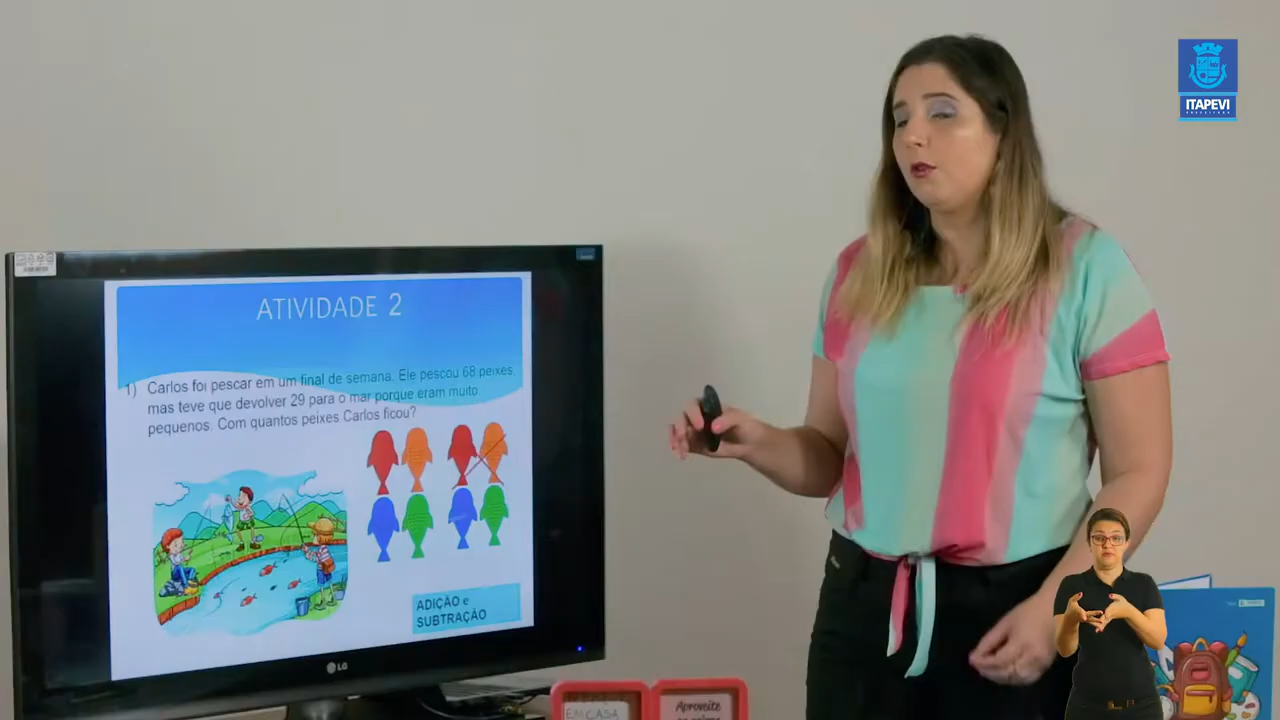 ITAPEVI
PREFEITURA
ATIVIDADE 2
1) Carlos foi pescar em um final de semana. Ele pescou 68 peixes,
mas teve que devolver 29 para o mar porque eram muito
pequenos. Com quantos peixes Carlos ficou?
ADIÇÃO e
SUBTRAÇÃO
LG
EM CASA
Aproveite